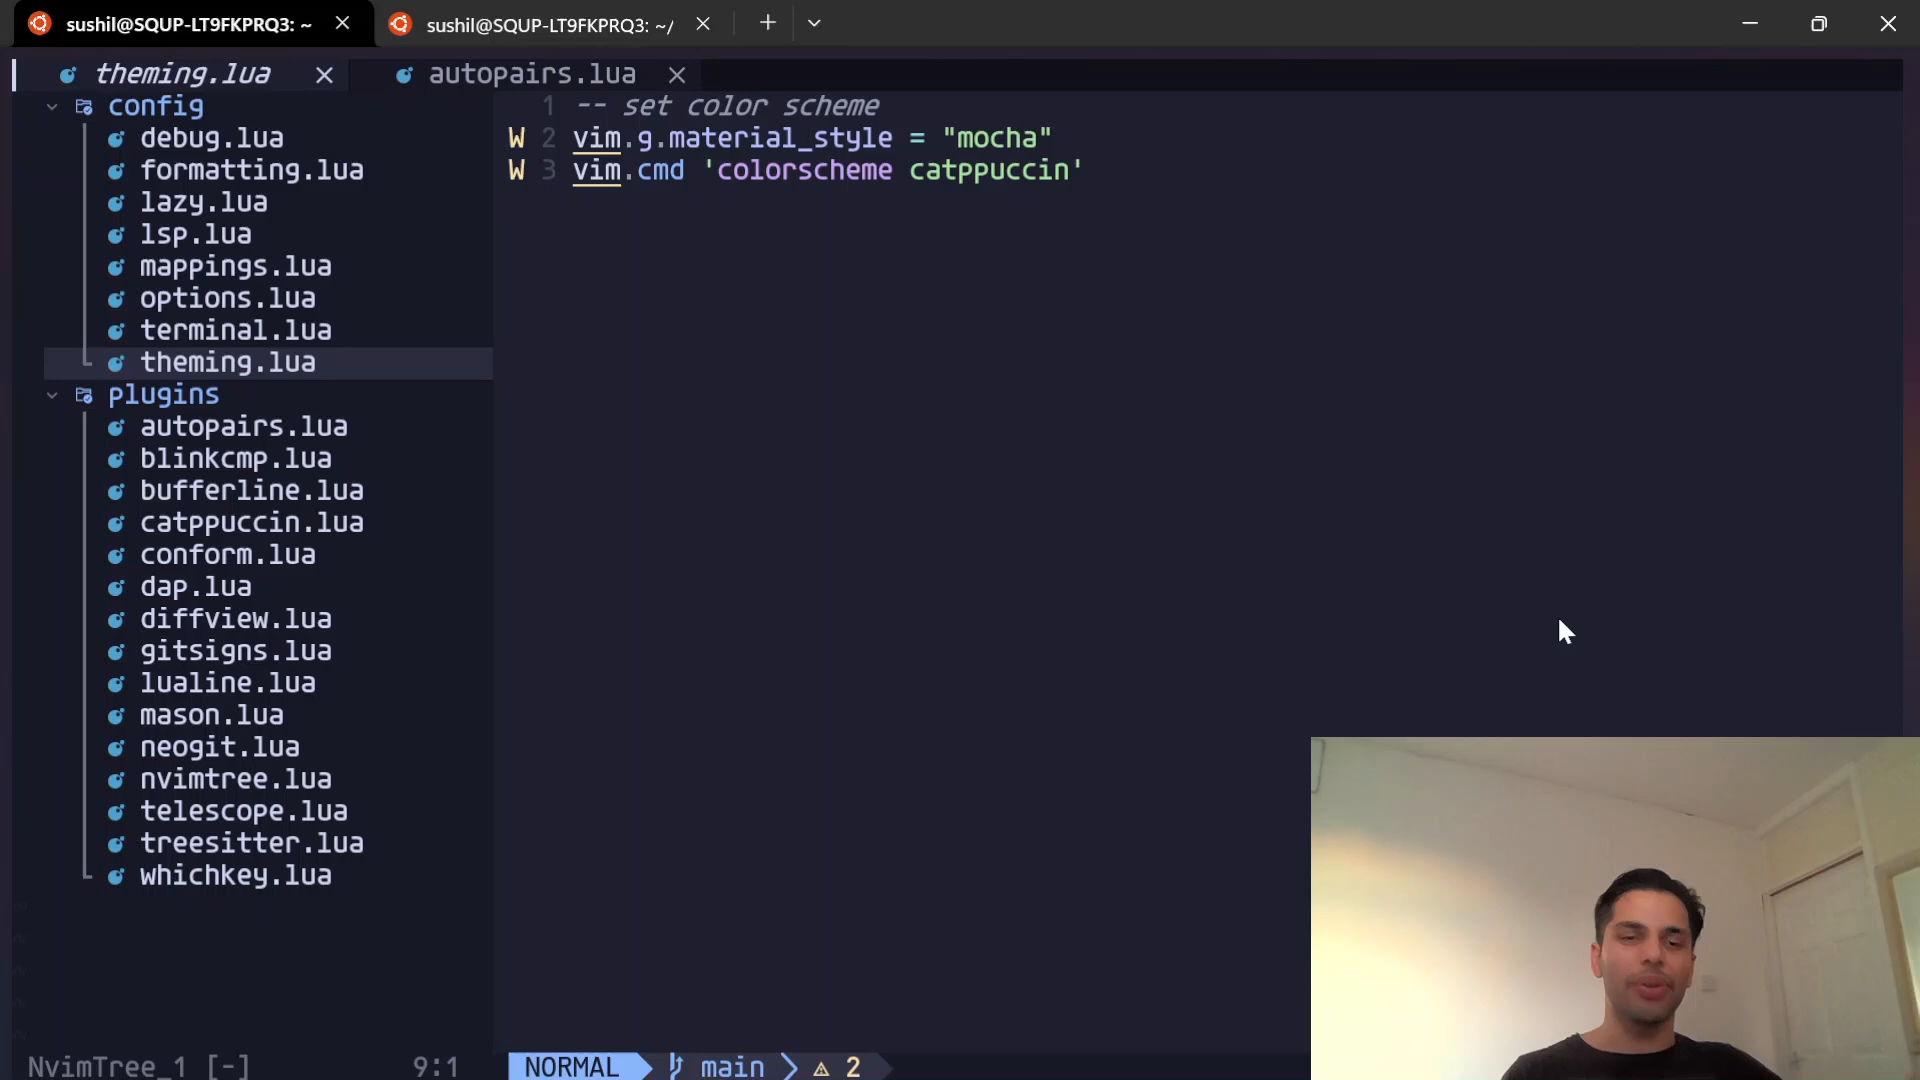 sushil@SQUP-LT9FKPRQ3: ~
sushil@SQUP-LT9FKPRQ3: ~/
theming.lua
autopairs.lua
config
debug.lua
formatting.lua
lazy.lua
lsp.lua
mappings.lua
options.lua
terminal.lua
theming.lua
plugins
autopairs.lua
blinkcmp.lua
bufferline.lua
catppuccin.lua
conform.lua
dap.lua
diffview.lua
gitsigns.lua
lualine.lua
mason.lua
neogit.lua
nvimtree.lua
telescope.lua
treesitter.lua
whichkey.lua
1 -- set color scheme
W 2 vim.g.material_style = "mocha"
W 3 vim.cmd 'colorscheme catppuccin'
NvimTree_1 [-] 9:1
NORMAL main 2